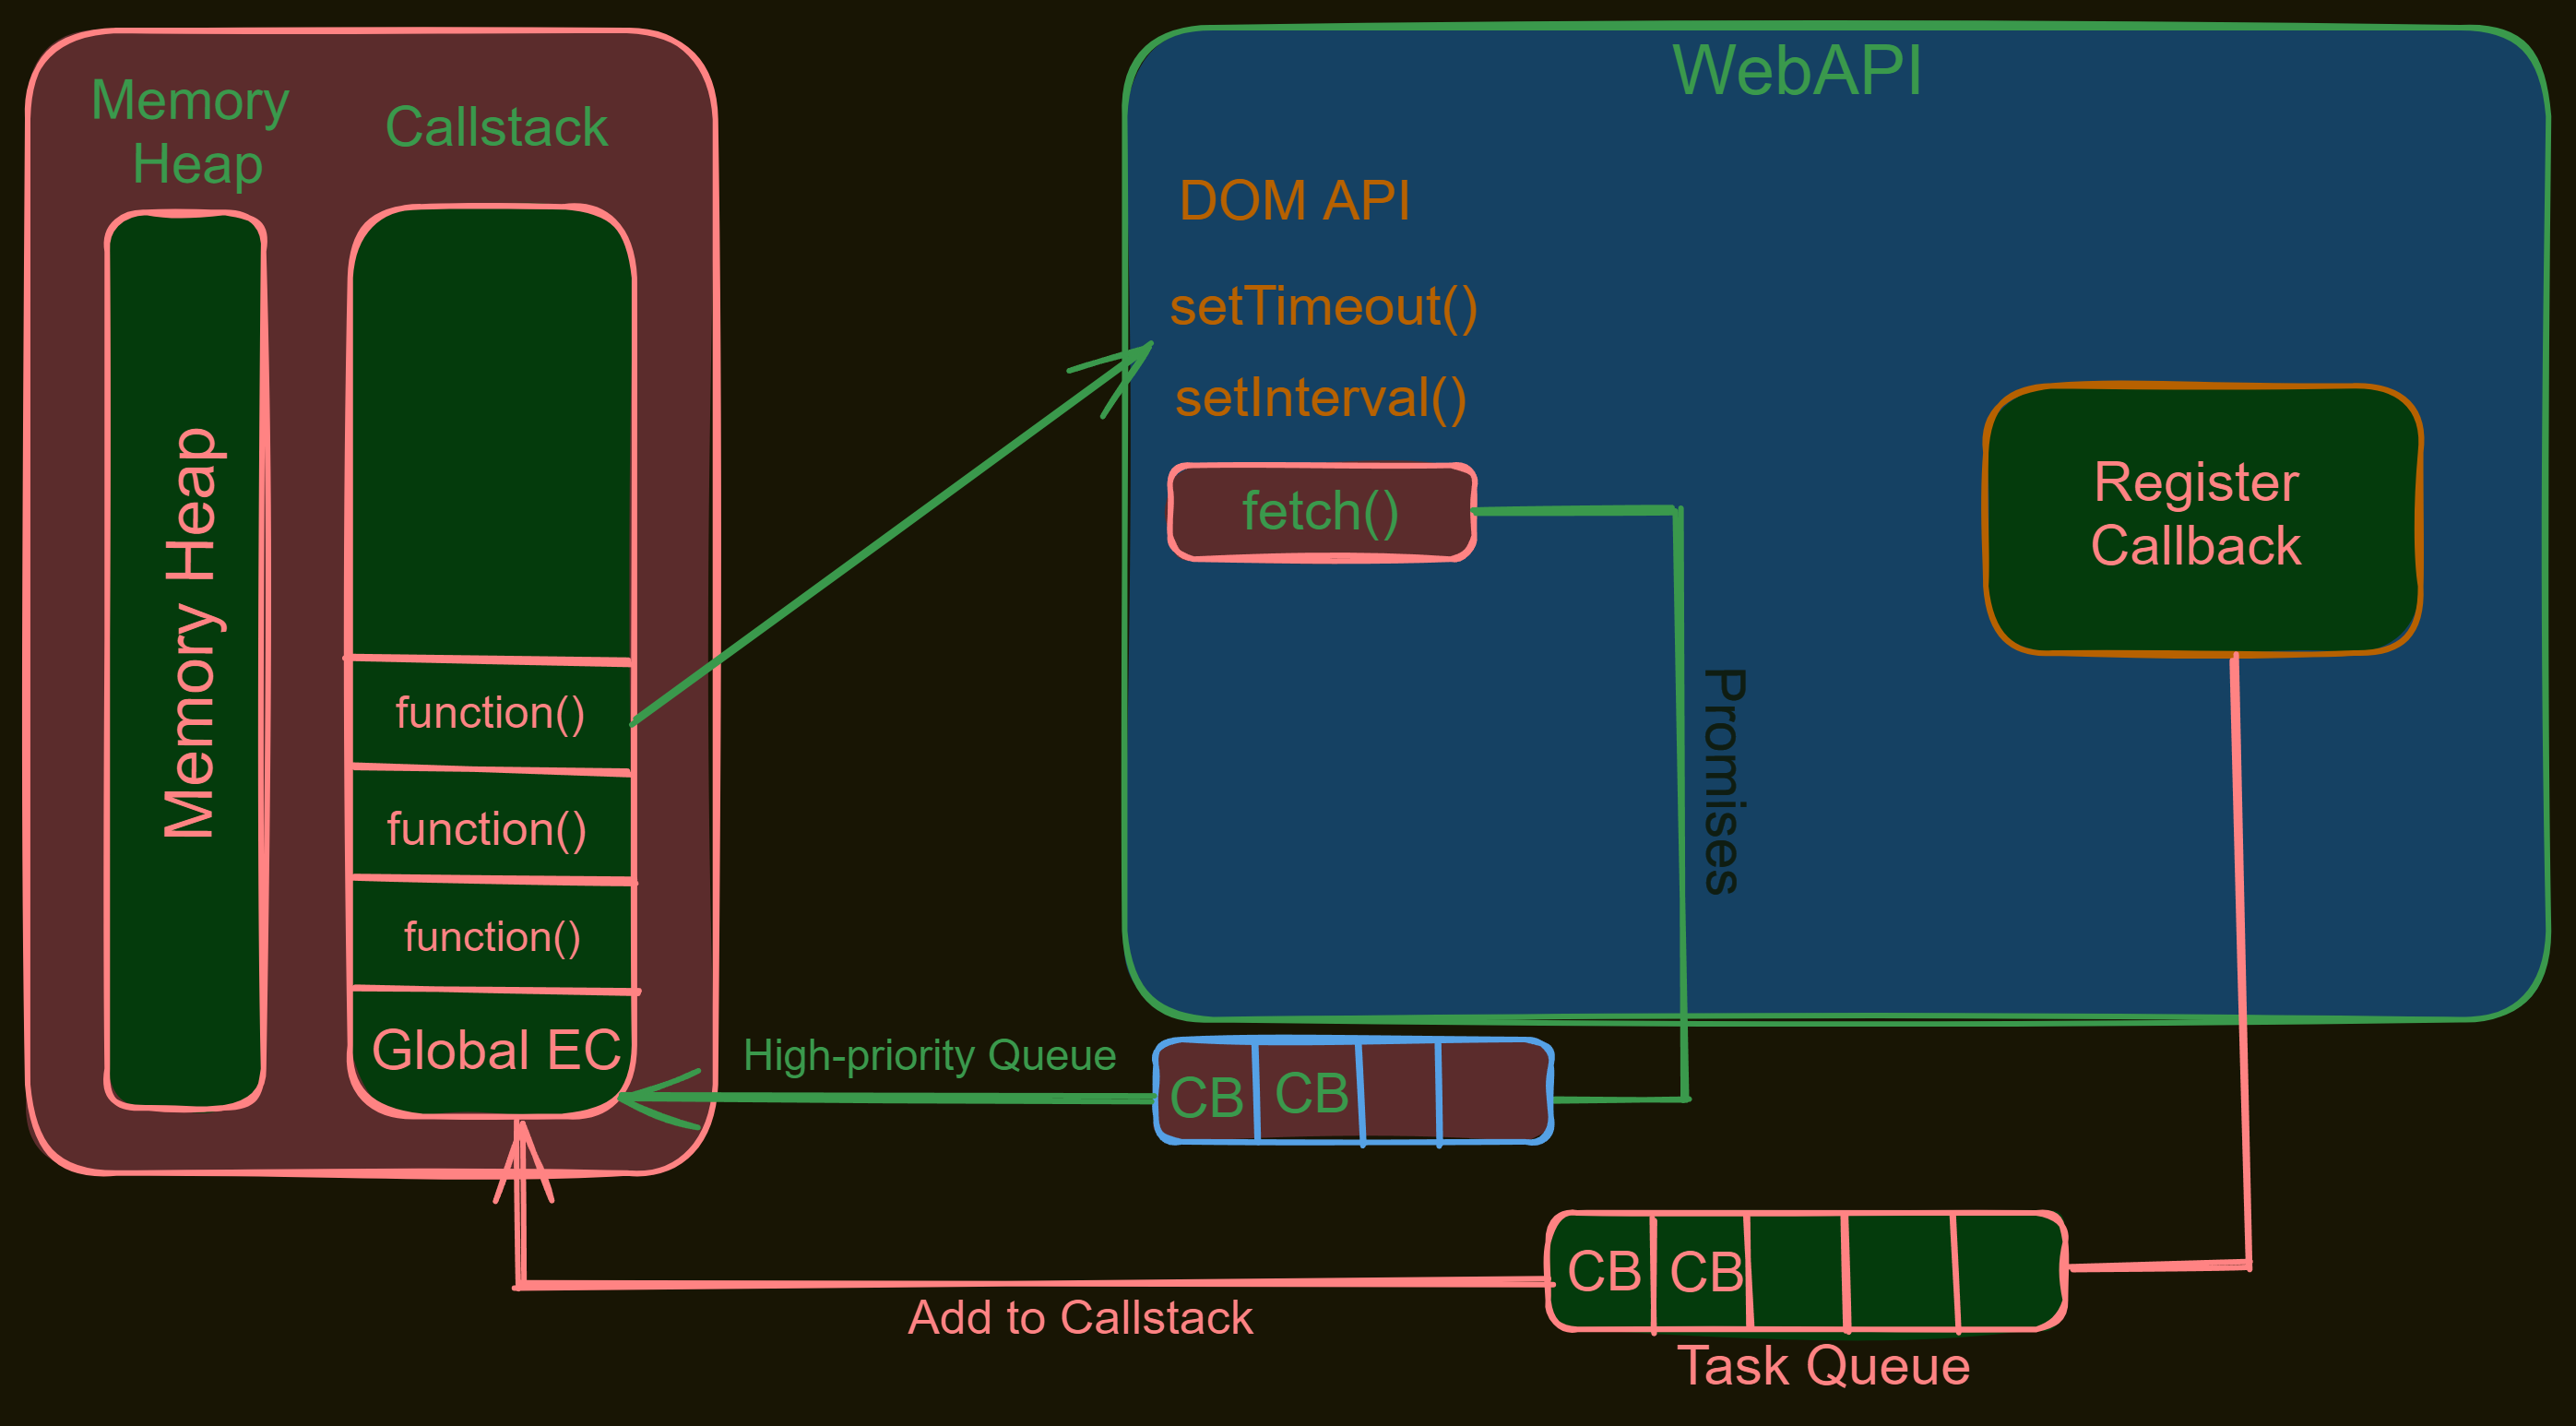 Memory
Heap
Callstack
Memory Heap
function()
function()
function()
Global EC
WebAPI
DOM API
setTimeout()
setInterval()
fetch()
Promises
Register
Callback
High-priority Queue
CB
CB
CB
CB
Add to Callstack
Task Queue